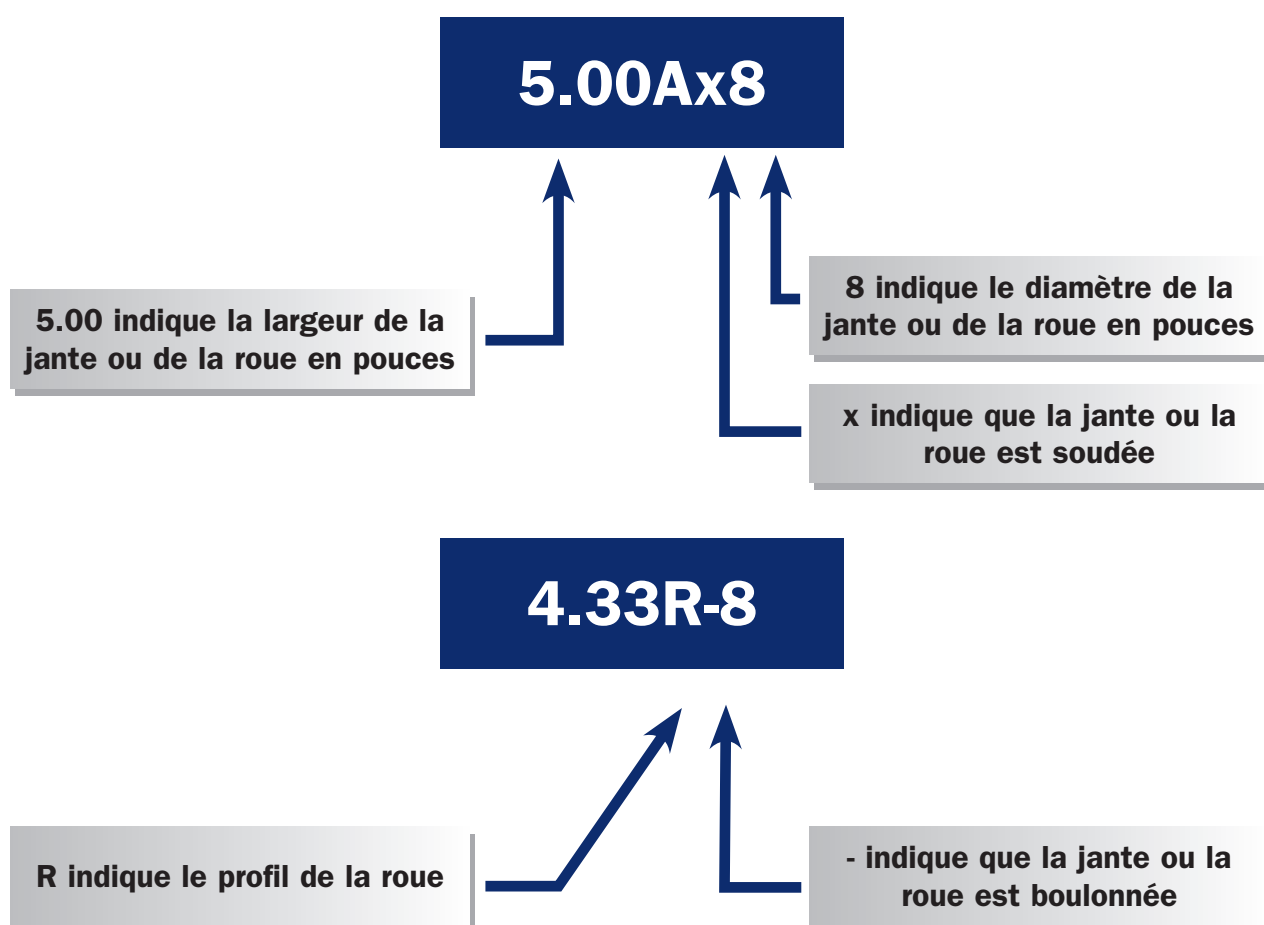 5.00Ax8
5.00 indique la largeur de la
jante ou de la roue en pouces
8 indique le diamètre de la
jante ou de la roue en pouces
x indique que la jante ou la
roue est soudée
4.33R-8
R indique le profil de la roue
- indique que la jante ou la
roue est boulonnée